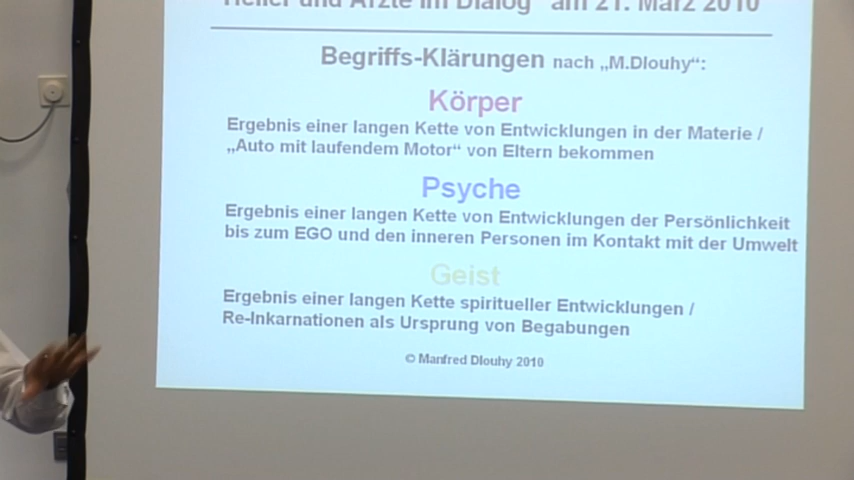 Heiler und Ärzte im Dialog" am 21. März 2010
Begriffs-Klärungen nach „M.Dlouhy“:
Körper
Ergebnis einer langen Kette von Entwicklungen in der Materie /
„Auto mit laufendem Motor“ von Eltern bekommen
Psyche
Ergebnis einer langen Kette von Entwicklungen der Persönlichkeit
bis zum EGO und den inneren Personen im Kontakt mit der Umwelt
Geist
Ergebnis einer langen Kette spiritueller Entwicklungen /
Re-Inkarnationen als Ursprung von Begabungen
© Manfred Dlouhy 2010